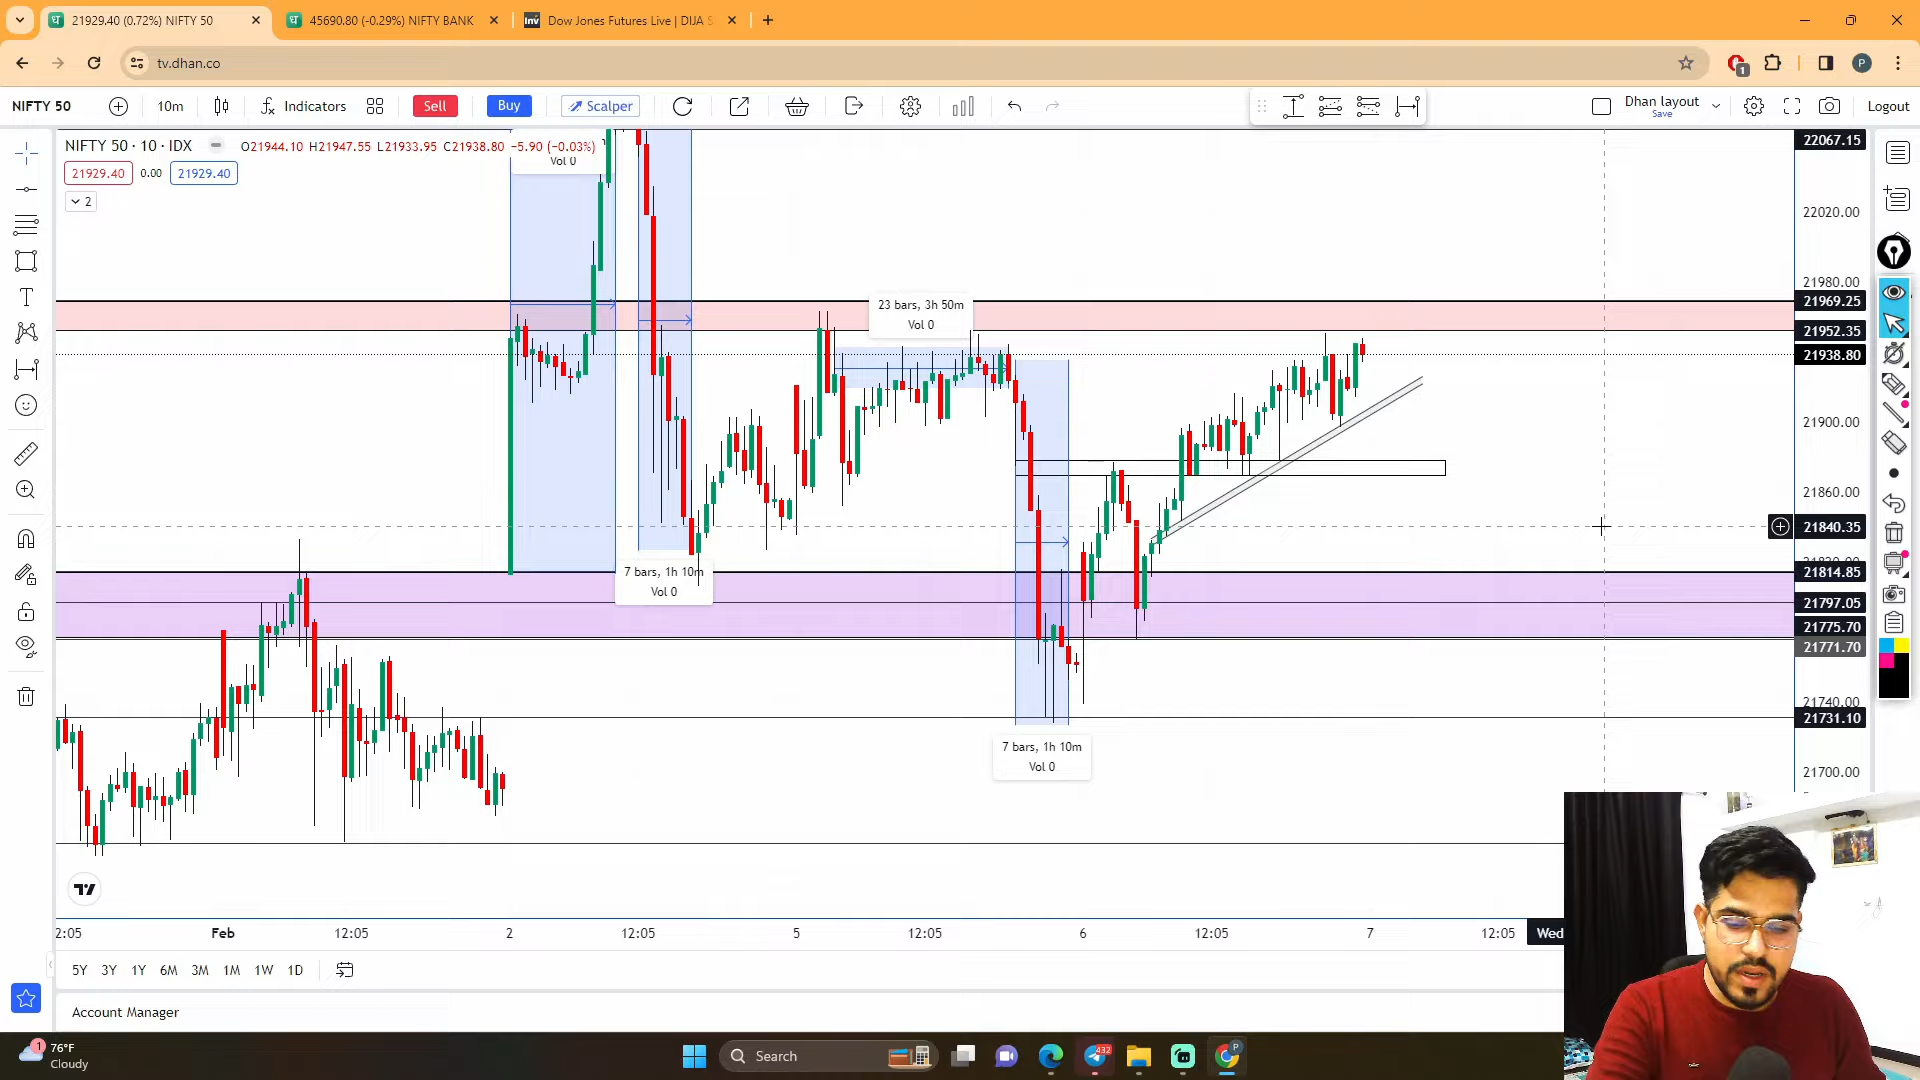 21929.40 (0.72%) NIFTY 50
45690.80 (-0.29%) NIFTY BANK
Inv Dow Jones Futures Live | DJIA S
tv.dhan.co
1
P
NIFTY 50
10m
Indicators
Sell
Buy
Scalper
Dhan layout
Save
Logout
NIFTY 50 · 10 · IDX
O21944.10 H21947.55 L21933.95 C21938.80 −5.90 (−0.03%)
21929.40
0.00
21929.40
2
Vol 0
23 bars, 3h 50m
Vol 0
7 bars, 1h 10m
Vol 0
7 bars, 1h 10m
Vol 0
22067.15
22020.00
21980.00
21969.25
21952.35
21938.80
21900.00
21860.00
21840.35
21814.85
21797.05
21775.70
21771.70
21740.00
21731.10
21700.00
2:05
Feb
12:05
2
12:05
5
12:05
6
12:05
7
12:05
Wed
5Y
3Y
1Y
6M
3M
1M
1W
1D
Account Manager
1
76°F
Cloudy
Search
432
P